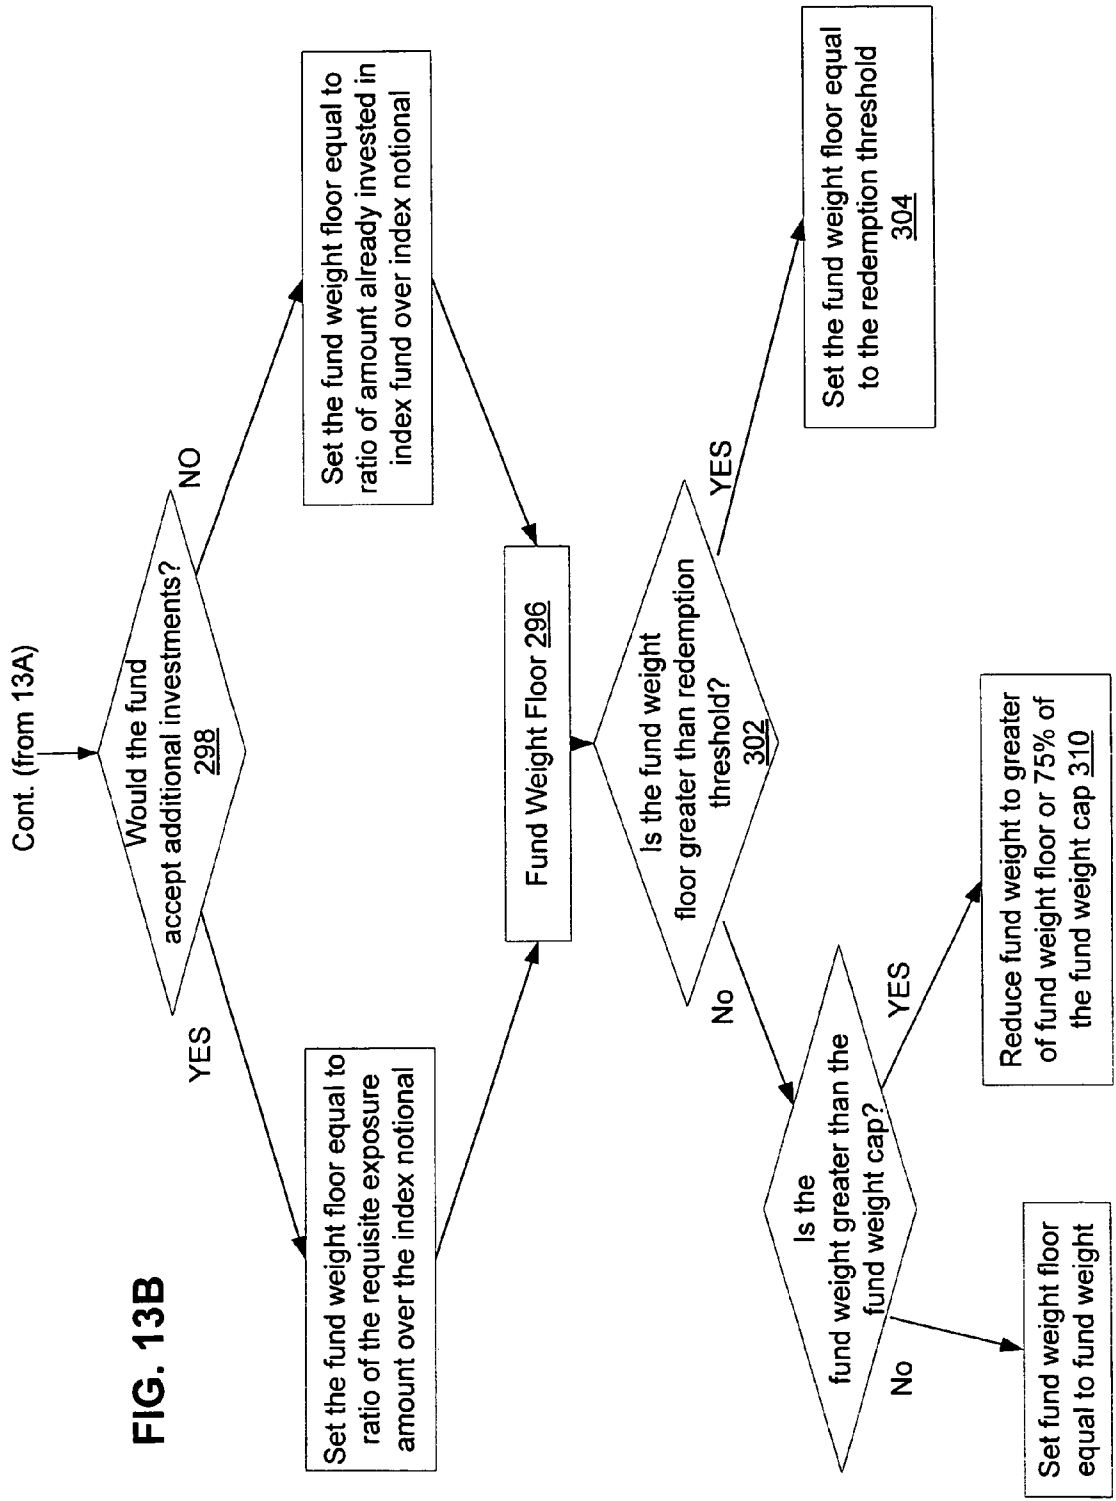 FIG. 13B
Cont. (from 13A)
Would the fund
accept additional investments?
298
YES
NO
Set the fund weight floor equal to
ratio of the requisite exposure
amount over the index notional
Set the fund weight floor equal to
ratio of amount already invested in
index fund over index notional
Fund Weight Floor 296
Is the fund weight
floor greater than redemption
threshold?
302
No
YES
Is the
fund weight greater than the
fund weight cap?
Set the fund weight floor equal
to the redemption threshold
304
No
YES
Set fund weight floor
equal to fund weight
Reduce fund weight to greater
of fund weight floor or 75% of
the fund weight cap 310